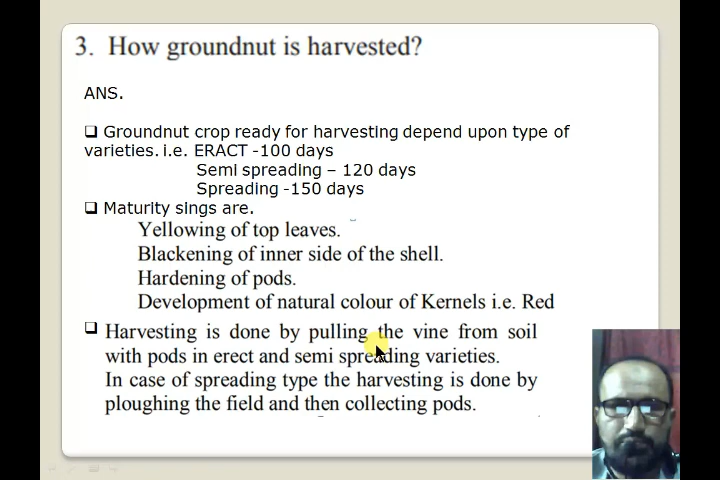 3. How groundnut is harvested?
ANS.
❑ Groundnut crop ready for harvesting depend upon type of
varieties. i.e. ERACT -100 days
Semi spreading – 120 days
Spreading -150 days
❑ Maturity sings are.
Yellowing of top leaves.
Blackening of inner side of the shell.
Hardening of pods.
Development of natural colour of Kernels i.e. Red
❑ Harvesting is done by pulling the vine from soil
with pods in erect and semi spreading varieties.
In case of spreading type the harvesting is done by
ploughing the field and then collecting pods.